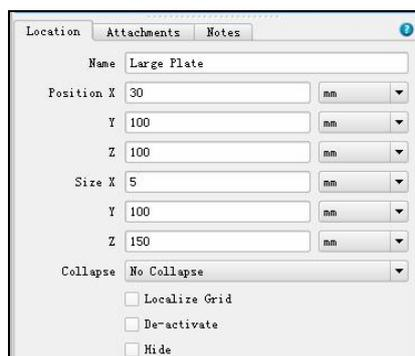 Location Attachments Notes ?
Name Large Plate
Position X 30 mm
Y 100 mm
Z 100 mm
Size X 5 mm
Y 100 mm
Z 150 mm
Collapse No Collapse
Localize Grid
De-activate
Hide